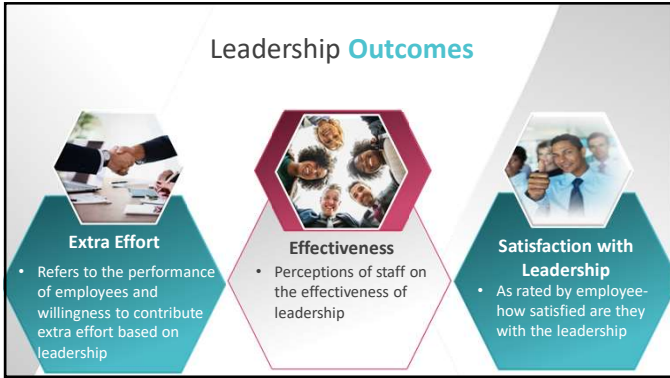 Leadership Outcomes
Extra Effort
• Refers to the performance
of employees and
willingness to contribute
extra effort based on
leadership
Effectiveness
• Perceptions of staff on
the effectiveness of
leadership
Satisfaction with
Leadership
• As rated by employee-
how satisfied are they
with the leadership